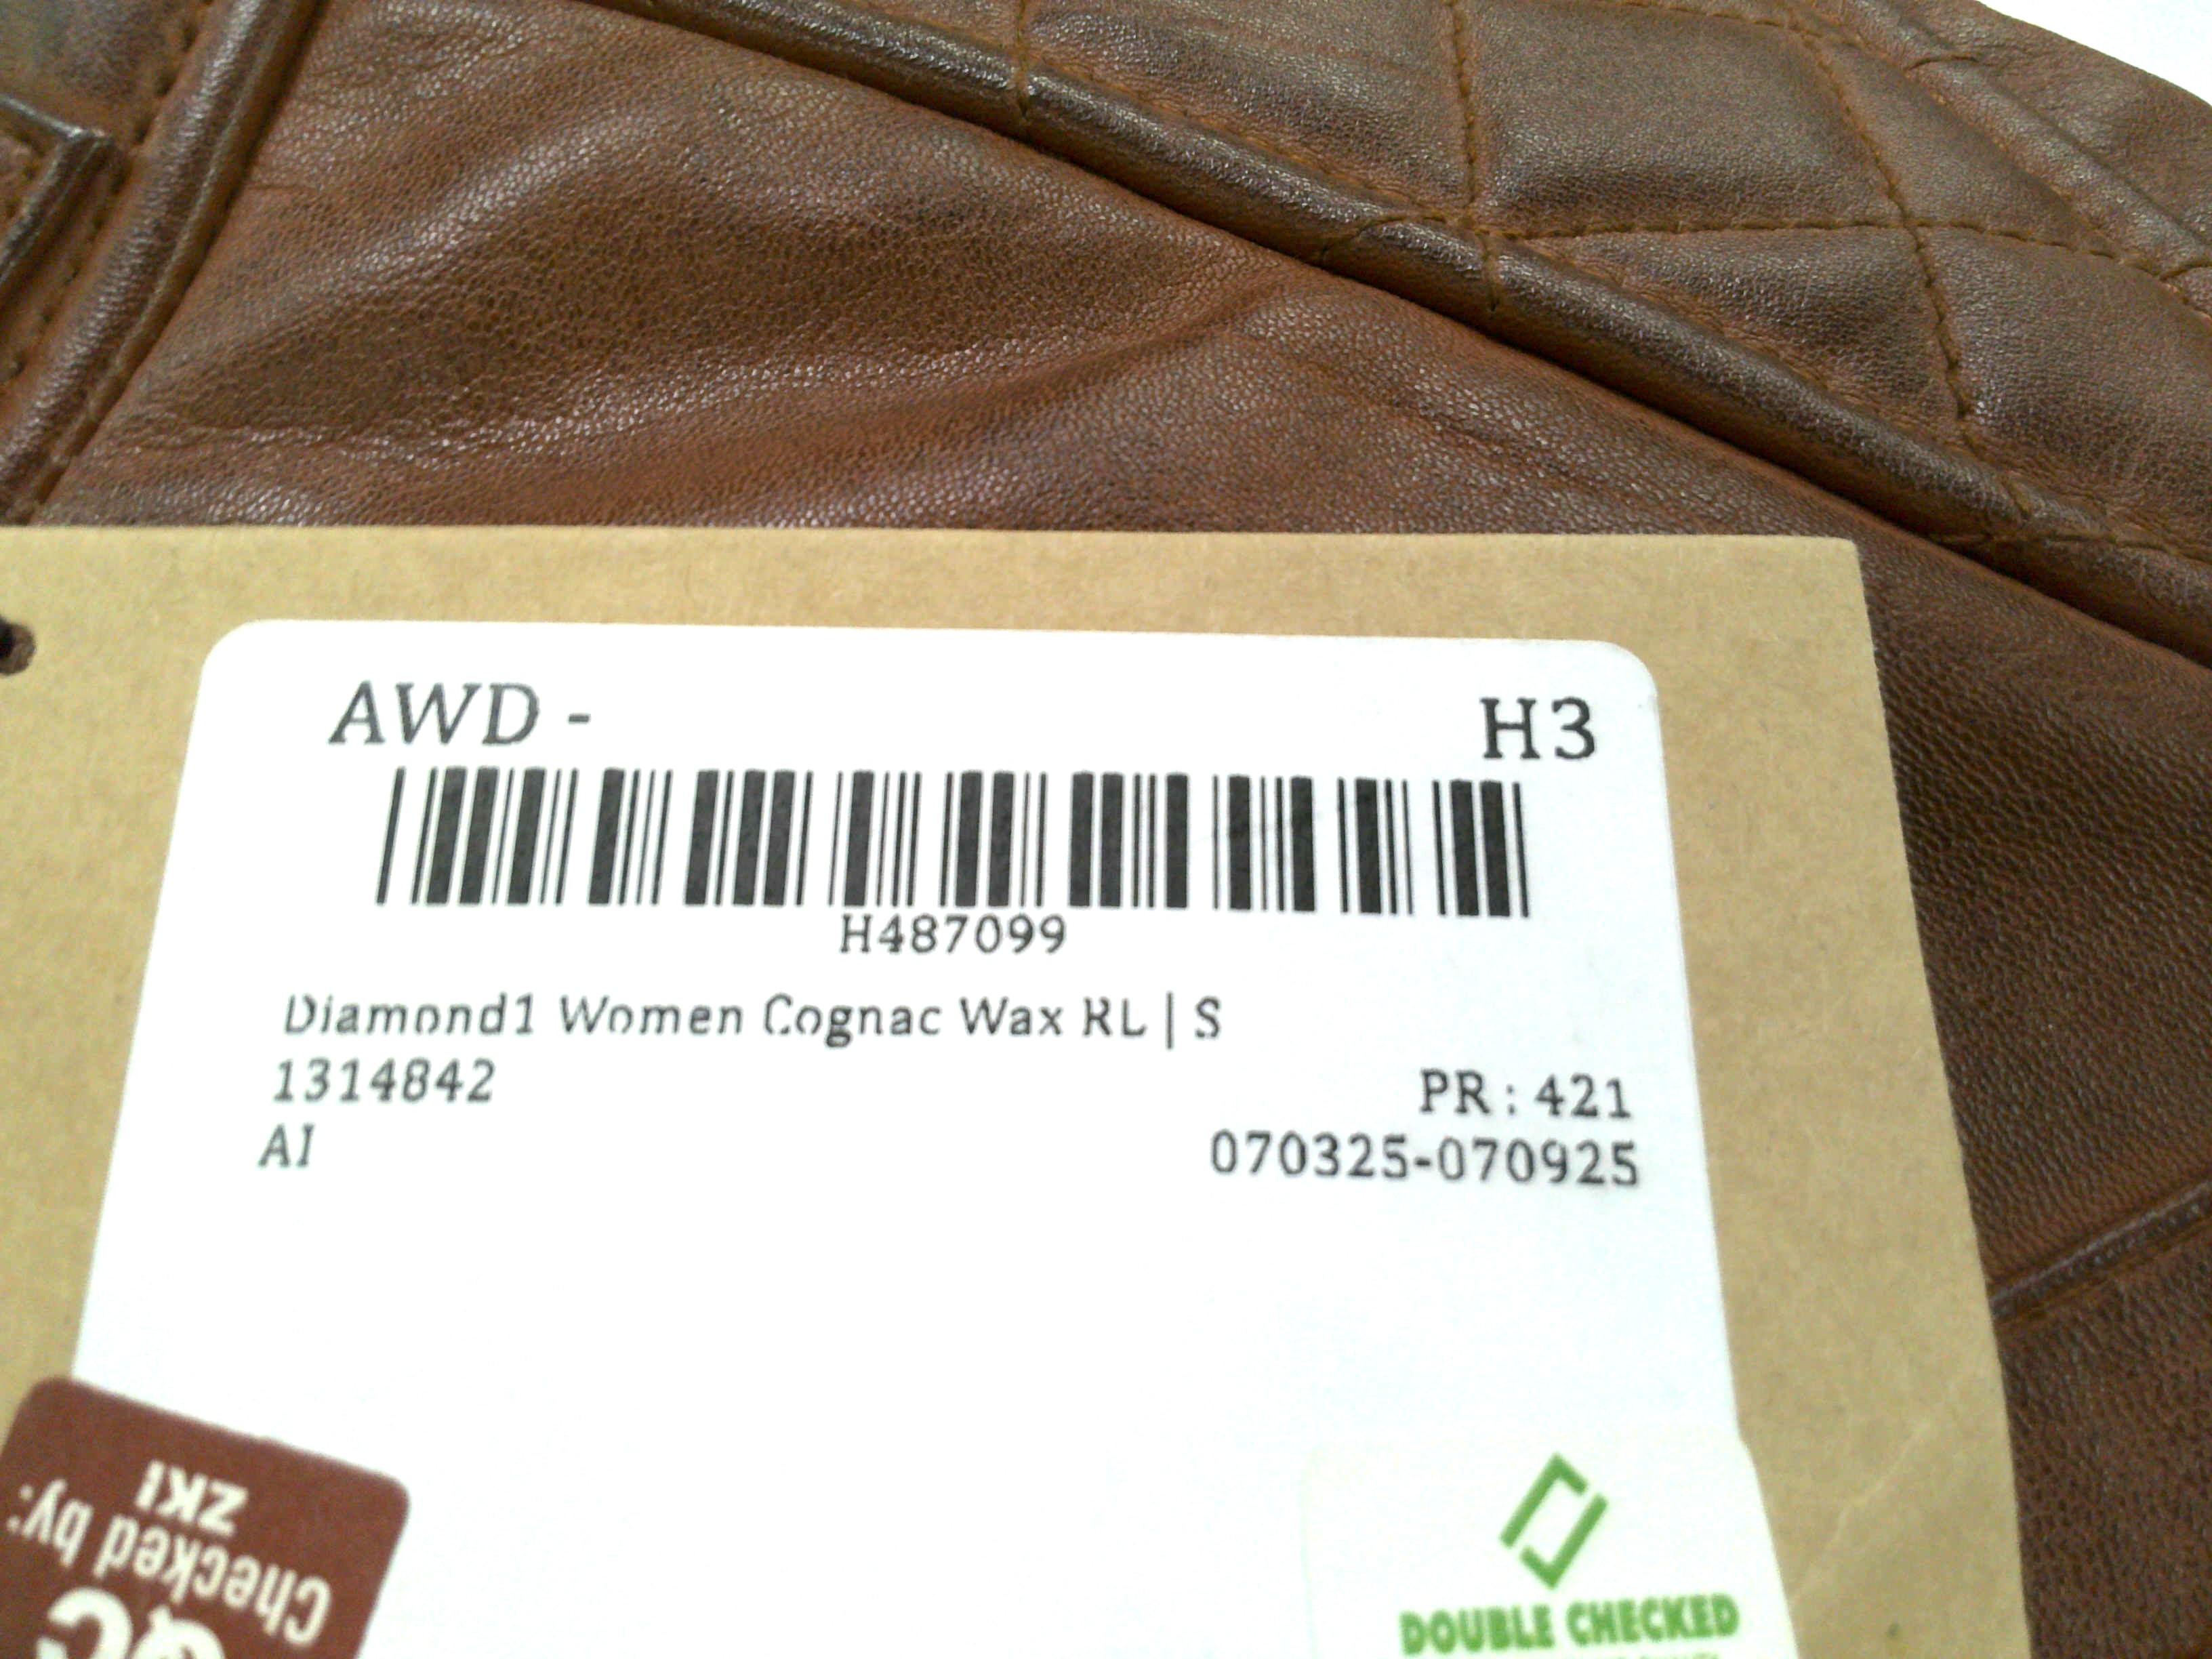 AWD - H3
H487099
Diamond1 Women Cognac Wax RL | S
1314842 PR : 421
AI 070325-070925
QC
Checked by:
ZKI
DOUBLE CHECKED